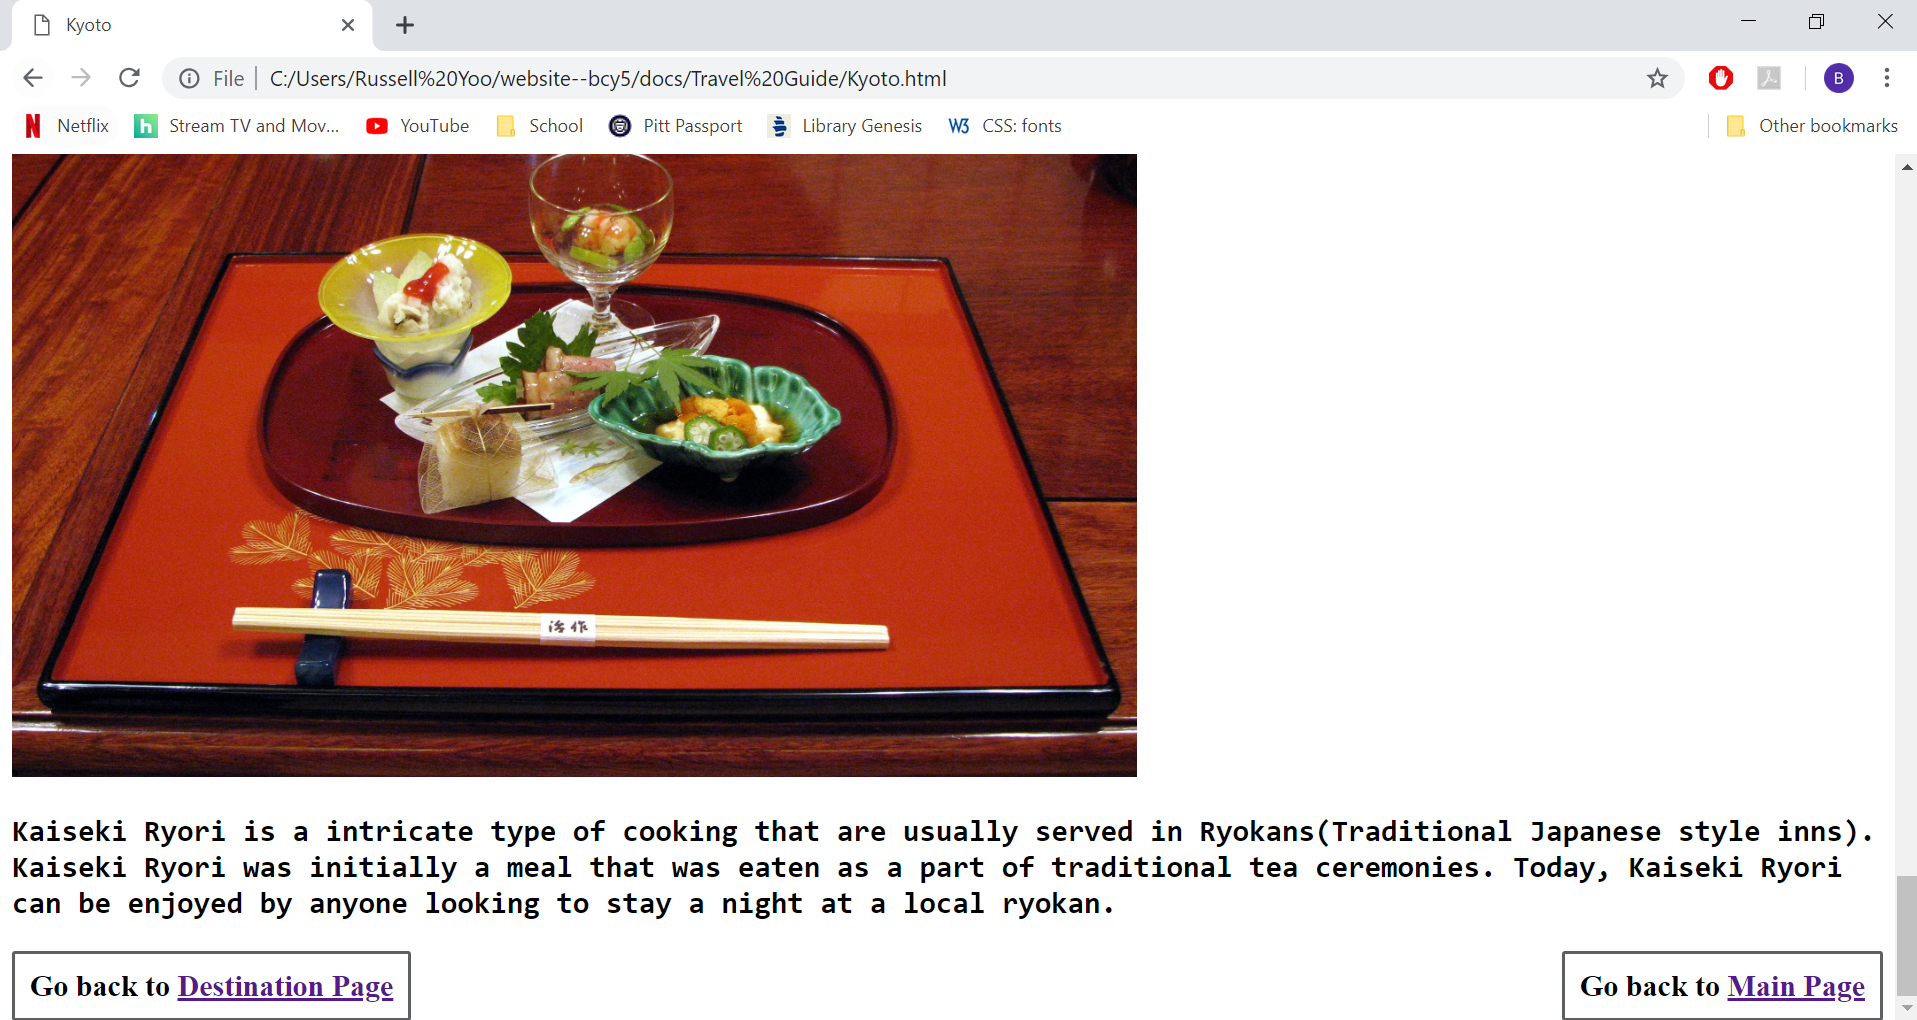 Kyoto
File
C:/Users/Russell%20Yoo/website--bcy5/docs/Travel%20Guide/Kyoto.html
B
Netflix
h
Stream TV and Mov...
YouTube
School
Pitt Passport
Library Genesis
W3
CSS: fonts
Other bookmarks
治作
Kaiseki Ryori is a intricate type of cooking that are usually served in Ryokans(Traditional Japanese style inns).
Kaiseki Ryori was initially a meal that was eaten as a part of traditional tea ceremonies. Today, Kaiseki Ryori
can be enjoyed by anyone looking to stay a night at a local ryokan.
Go back to Destination Page
Go back to Main Page